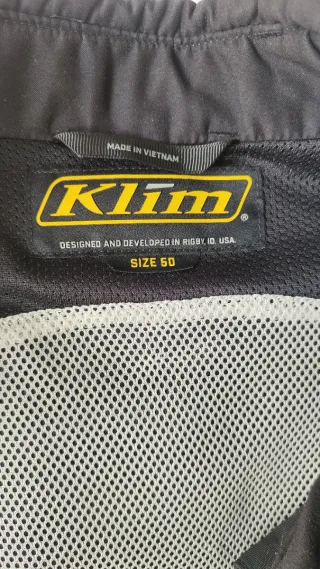 MADE IN VIETNAM
Klim®
DESIGNED AND DEVELOPED IN RIGBY, ID. USA.
SIZE 50